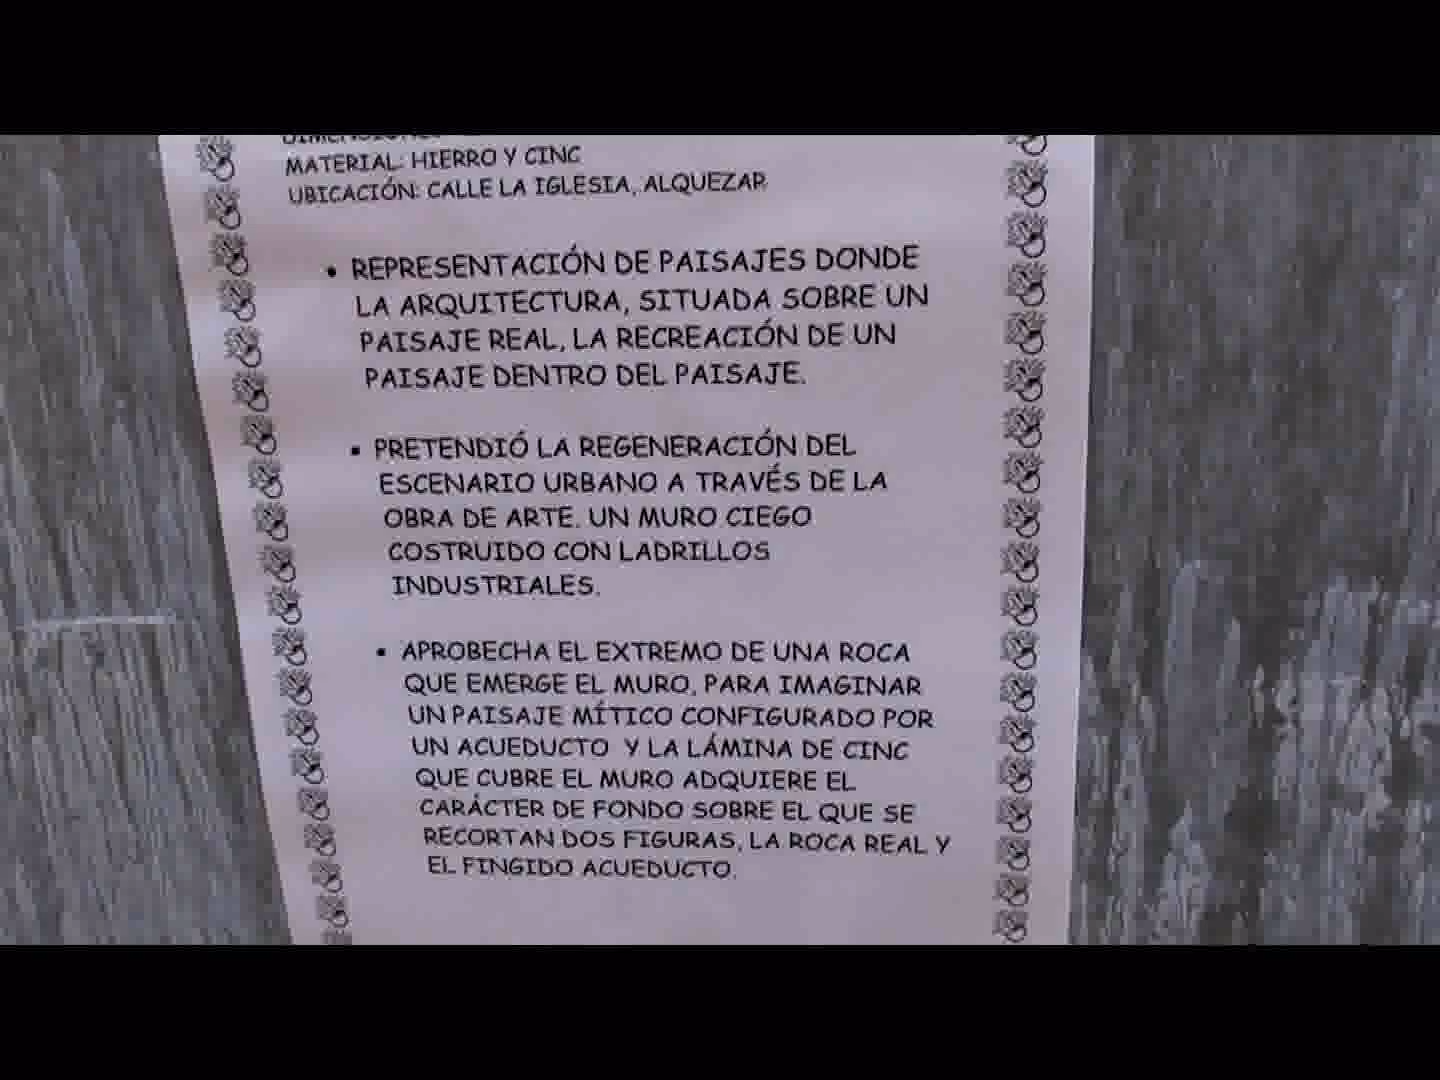 MATERIAL: HIERRO Y CINC
UBICACIÓN: CALLE LA IGLESIA, ALQUEZAR
• REPRESENTACIÓN DE PAISAJES DONDE
LA ARQUITECTURA, SITUADA SOBRE UN
PAISAJE REAL, LA RECREACIÓN DE UN
PAISAJE DENTRO DEL PAISAJE.
• PRETENDIÓ LA REGENERACIÓN DEL
ESCENARIO URBANO A TRAVÉS DE LA
OBRA DE ARTE. UN MURO CIEGO
COSTRUIDO CON LADRILLOS
INDUSTRIALES.
• APROBECHA EL EXTREMO DE UNA ROCA
QUE EMERGE EL MURO, PARA IMAGINAR
UN PAISAJE MÍTICO CONFIGURADO POR
UN ACUEDUCTO Y LA LÁMINA DE CINC
QUE CUBRE EL MURO ADQUIERE EL
CARÁCTER DE FONDO SOBRE EL QUE SE
RECORTAN DOS FIGURAS, LA ROCA REAL Y
EL FINGIDO ACUEDUCTO.